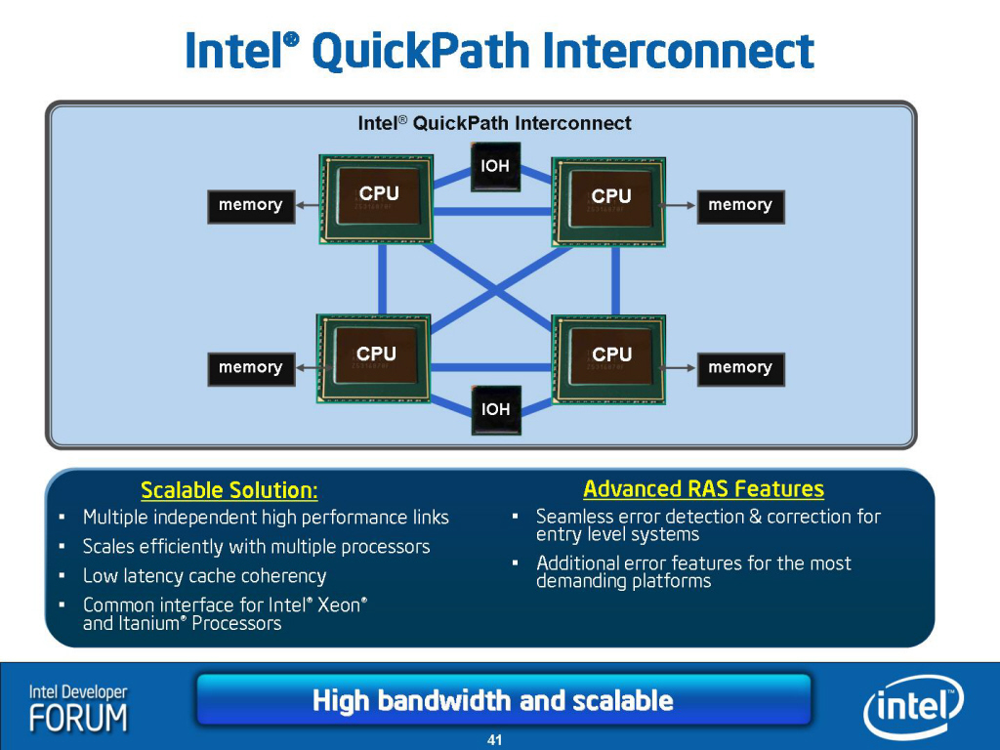 Intel® QuickPath Interconnect
Intel® QuickPath Interconnect
IOH
CPU
CPU
memory
memory
CPU
CPU
memory
memory
IOH
Scalable Solution:
▪ Multiple independent high performance links
▪ Scales efficiently with multiple processors
▪ Low latency cache coherency
▪ Common interface for Intel® Xeon®
and Itanium® Processors
Advanced RAS Features
▪ Seamless error detection & correction for
entry level systems
▪ Additional error features for the most
demanding platforms
Intel Developer
FORUM
High bandwidth and scalable
intel™
41